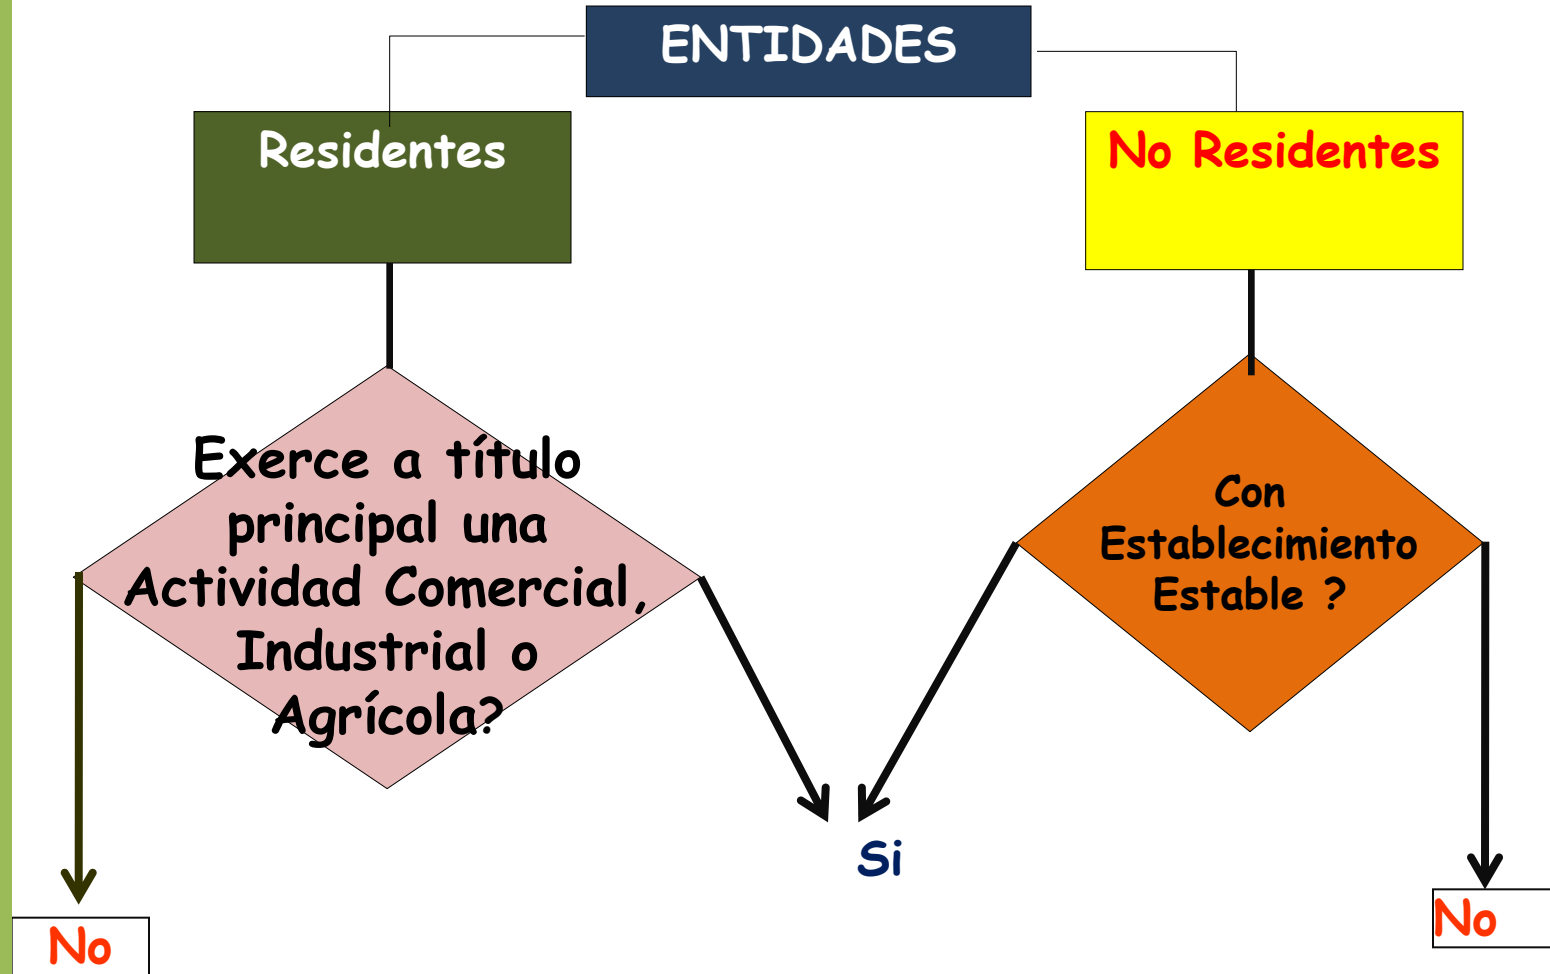 ENTIDADES
Residentes
No Residentes
Exerce a título
principal una
Actividad Comercial,
Industrial o
Agrícola?
Con
Establecimiento
Estable ?
Si
No
No